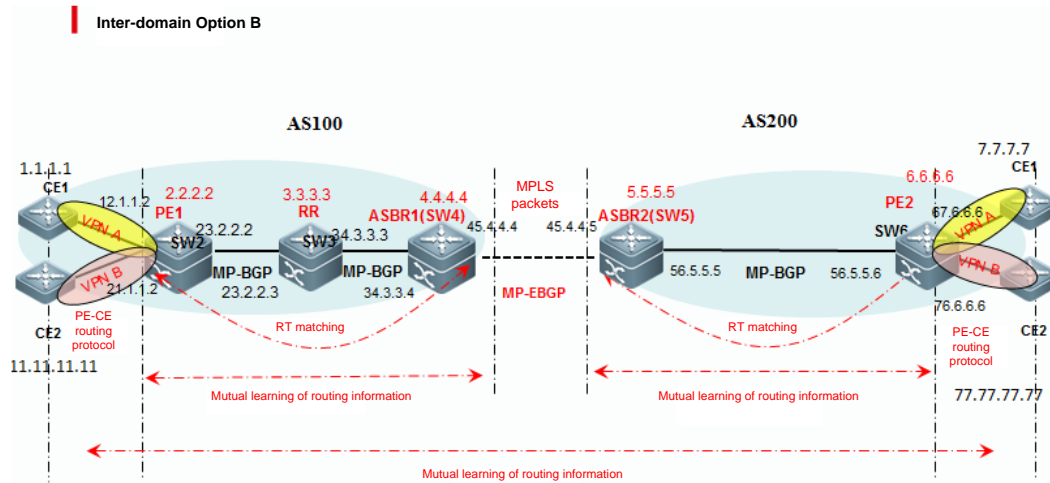 Inter-domain Option B
AS100
AS200
1.1.1.1
CE1
12.1.1.2
VPN A
2.2.2.2
PE1
SW2
23.2.2.2
3.3.3.3
RR
SW3
34.3.3.3
4.4.4.4
ASBR1(SW4)
45.4.4.4
MPLS
packets
45.4.4.5
5.5.5.5
ASBR2(SW5)
6.6.6.6
PE2
SW6
67.6.6.6
VPN A
7.7.7.7
CE1
VPN B
21.1.1.2
MP-BGP
23.2.2.3
MP-BGP
34.3.3.4
MP-EBGP
56.5.5.5
MP-BGP
56.5.5.6
VPN B
76.6.6.6
CE2
CE2
PE-CE
routing
protocol
11.11.11.11
RT matching
RT matching
PE-CE
routing
protocol
77.77.77.77
Mutual learning of routing information
Mutual learning of routing information
Mutual learning of routing information